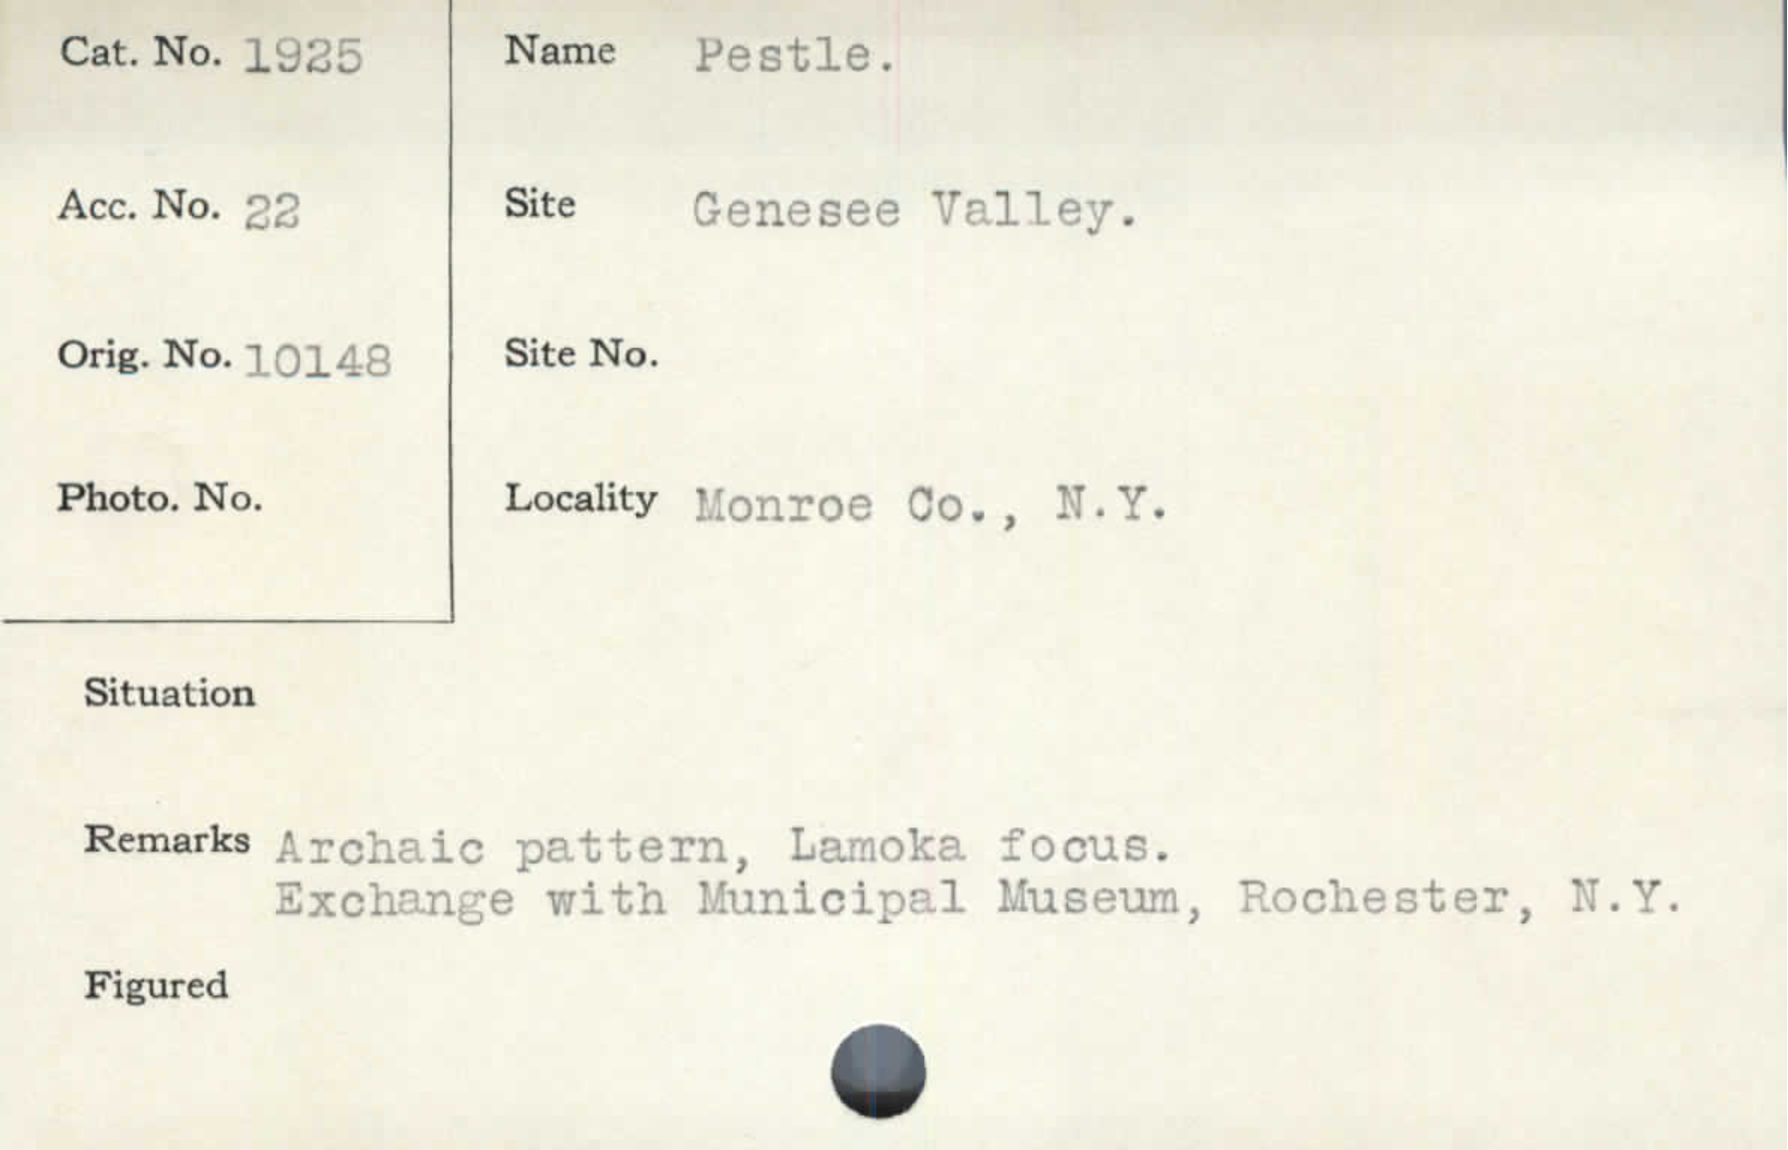 Cat. No. 1925
Name Pestle.
Acc. No. 22
Site Genesee Valley.
Orig. No. 10148
Site No.
Photo. No.
Locality Monroe Co., N.Y.
Situation
Remarks Archaic pattern, Lamoka focus.
Exchange with Municipal Museum, Rochester, N.Y.
Figured